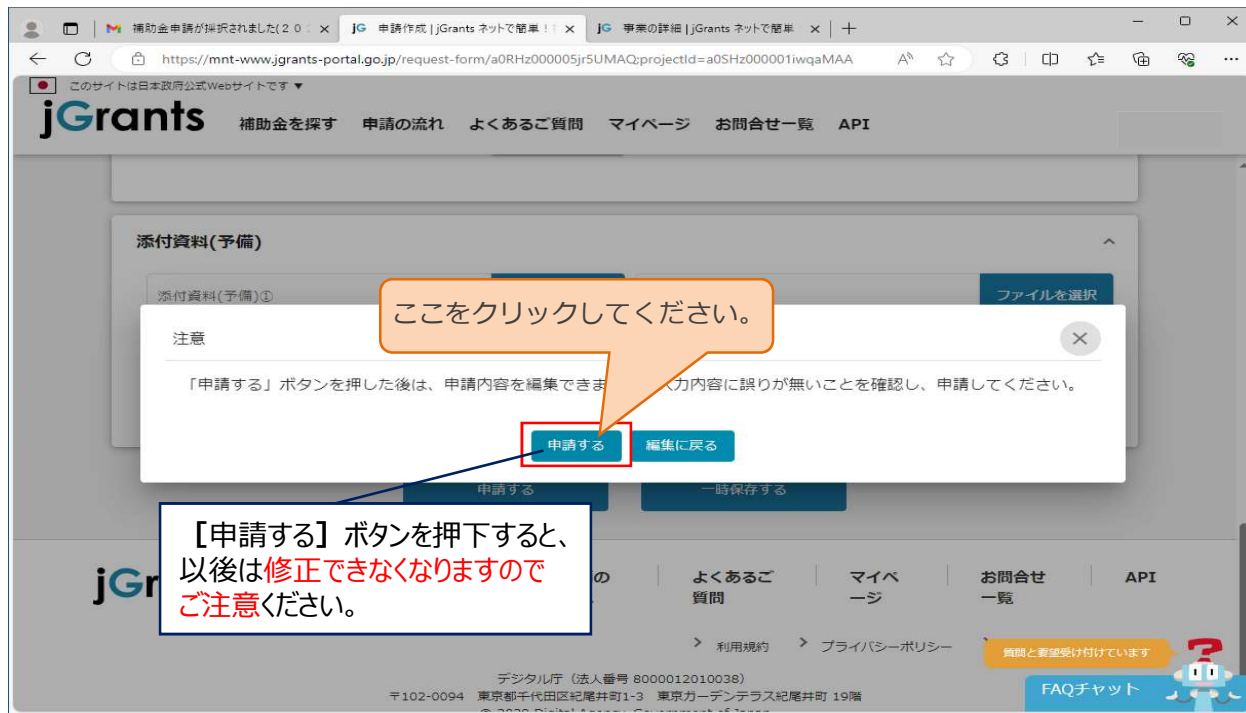 補助金申請が採択されました(２０
jG 申請作成 | jGrants ネットで簡単！
jG 事業の詳細 | jGrants ネットで簡単
https://mnt-www.jgrants-portal.go.jp/request-form/a0RHz000005jr5UMAQ;projectId=a0SHz000001iwqaMAA
このサイトは日本政府公式Webサイトです ▼
jGrants 補助金を探す 申請の流れ よくあるご質問 マイページ お問合せ一覧 API
添付資料(予備)
添付資料(予備)①
ファイルを選択
ここをクリックしてください。
注意
「申請する」ボタンを押した後は、申請内容を編集できま
力内容に誤りが無いことを確認し、申請してください。
申請する 編集に戻る
申請する 一時保存する
【申請する】ボタンを押下すると、
以後は修正できなくなりますので
ご注意ください。
jGr
の
よくあるご
質問
マイペ
ージ
お問合せ
一覧
API
利用規約 プライバシーポリシー
質問と要望受け付けています
FAQチャット
デジタル庁（法人番号 8000012010038）
〒102-0094 東京都千代田区紀尾井町1-3 東京ガーデンテラス紀尾井町 19階